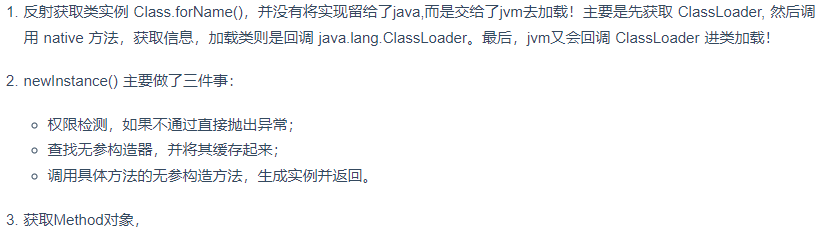 1. 反射获取类实例 Class.forName()，并没有将实现留给了java,而是交给了jvm去加载！主要是先获取 ClassLoader, 然后调
用 native 方法，获取信息，加载类则是回调 java.lang.ClassLoader。最后，jvm又会回调 ClassLoader 进类加载！
2. newInstance() 主要做了三件事：
◦ 权限检测，如果不通过直接抛出异常；
◦ 查找无参构造器，并将其缓存起来；
◦ 调用具体方法的无参构造方法，生成实例并返回。
3. 获取Method对象，